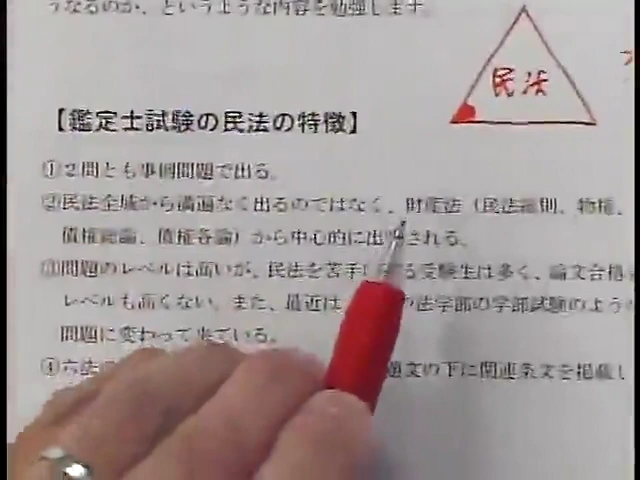 うなるのか、というような内容を勉強します。
民法
【鑑定士試験の民法の特徴】
①2問とも事例問題で出る。
②民法全域から満遍なく出るのではなく、財産法（民法総則、物権、
債権総論、債権各論）から中心的に出題される。
③問題のレベルは高いが、民法を苦手にする受験生は多く、論文合格
レベルも高くない。また、最近は 法学部の学部試験のよう
問題に変わって来ている。
④六法 題文の下に関連条文を掲載し